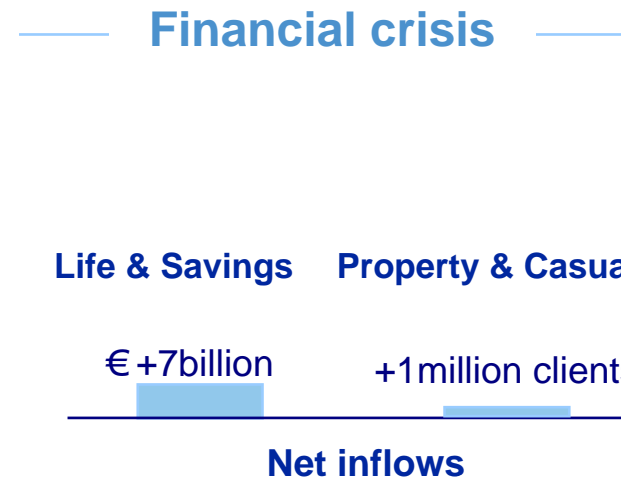 Financial crisis
Life & Savings Property & Casua
€ +7billion +1million client
Net inflows